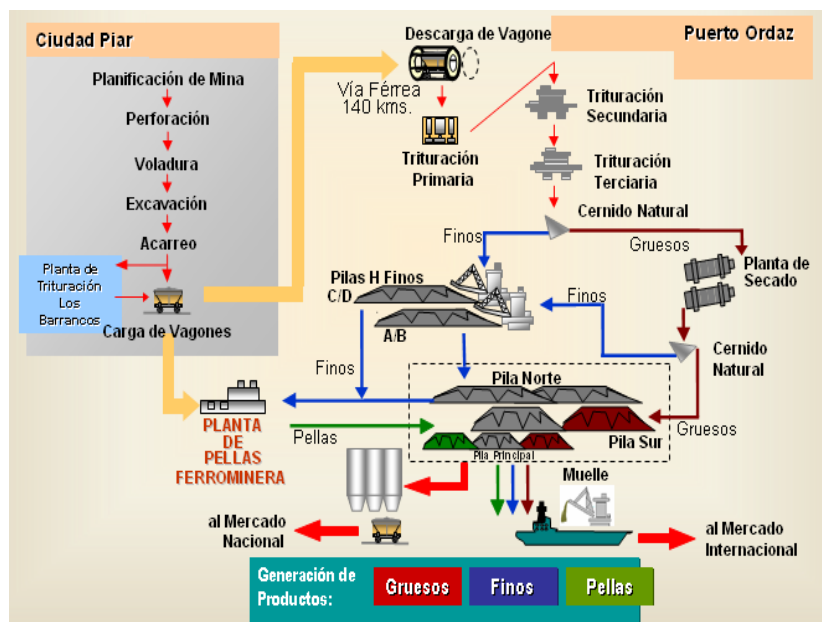 Ciudad Piar
Planificación de Mina
Perforación
Voladura
Excavación
Acarreo
Planta de
Trituración
Los
Barrancos
Carga de Vagones
Descarga de Vagone
Puerto Ordaz
Vía Férrea
140 kms.
Trituración
Primaria
Trituración
Secundaria
Trituración
Terciaria
Cernido Natural
Finos
Gruesos
Planta de
Secado
Pilas H Finos
C/D
A/B
Finos
Cernido
Natural
Finos
Gruesos
Pila Norte
Pila Sur
Pila Principal
PLANTA
DE
PELLAS
FERROMINERA
Pellas
Muelle
al Mercado
Nacional
al Mercado
Internacional
Generación de
Productos:
Gruesos
Finos
Pellas